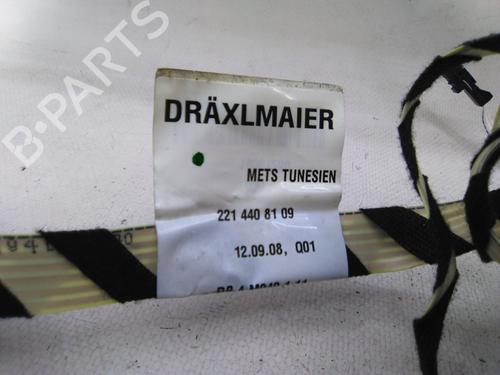 B-PARTS
DRÄXLMAIER
METS TUNESIEN
221 440 81 09
12.09.08, Q01